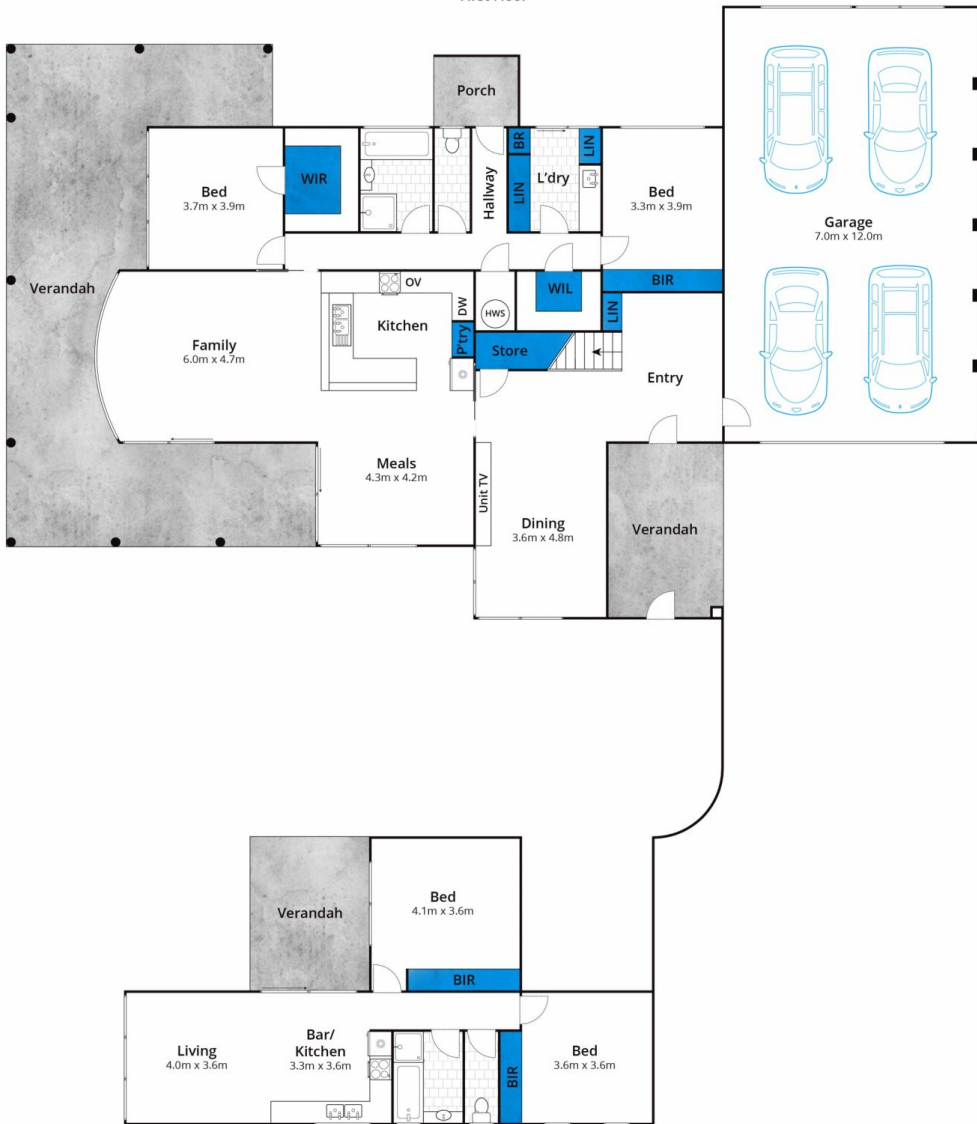 First Floor
Porch
BR
LIN
L'dry
LIN
Bed
3.7m x 3.9m
WIR
Hallway
Bed
3.3m x 3.9m
Garage
7.0m x 12.0m
Verandah
OV
WIL
BIR
Family
6.0m x 4.7m
Kitchen
DW
HWS
LIN
P'try
Store
Entry
Meals
4.3m x 4.2m
Unit TV
Dining
3.6m x 4.8m
Verandah
Verandah
Bed
4.1m x 3.6m
BIR
Living
4.0m x 3.6m
Bar/
Kitchen
3.3m x 3.6m
BIR
Bed
3.6m x 3.6m